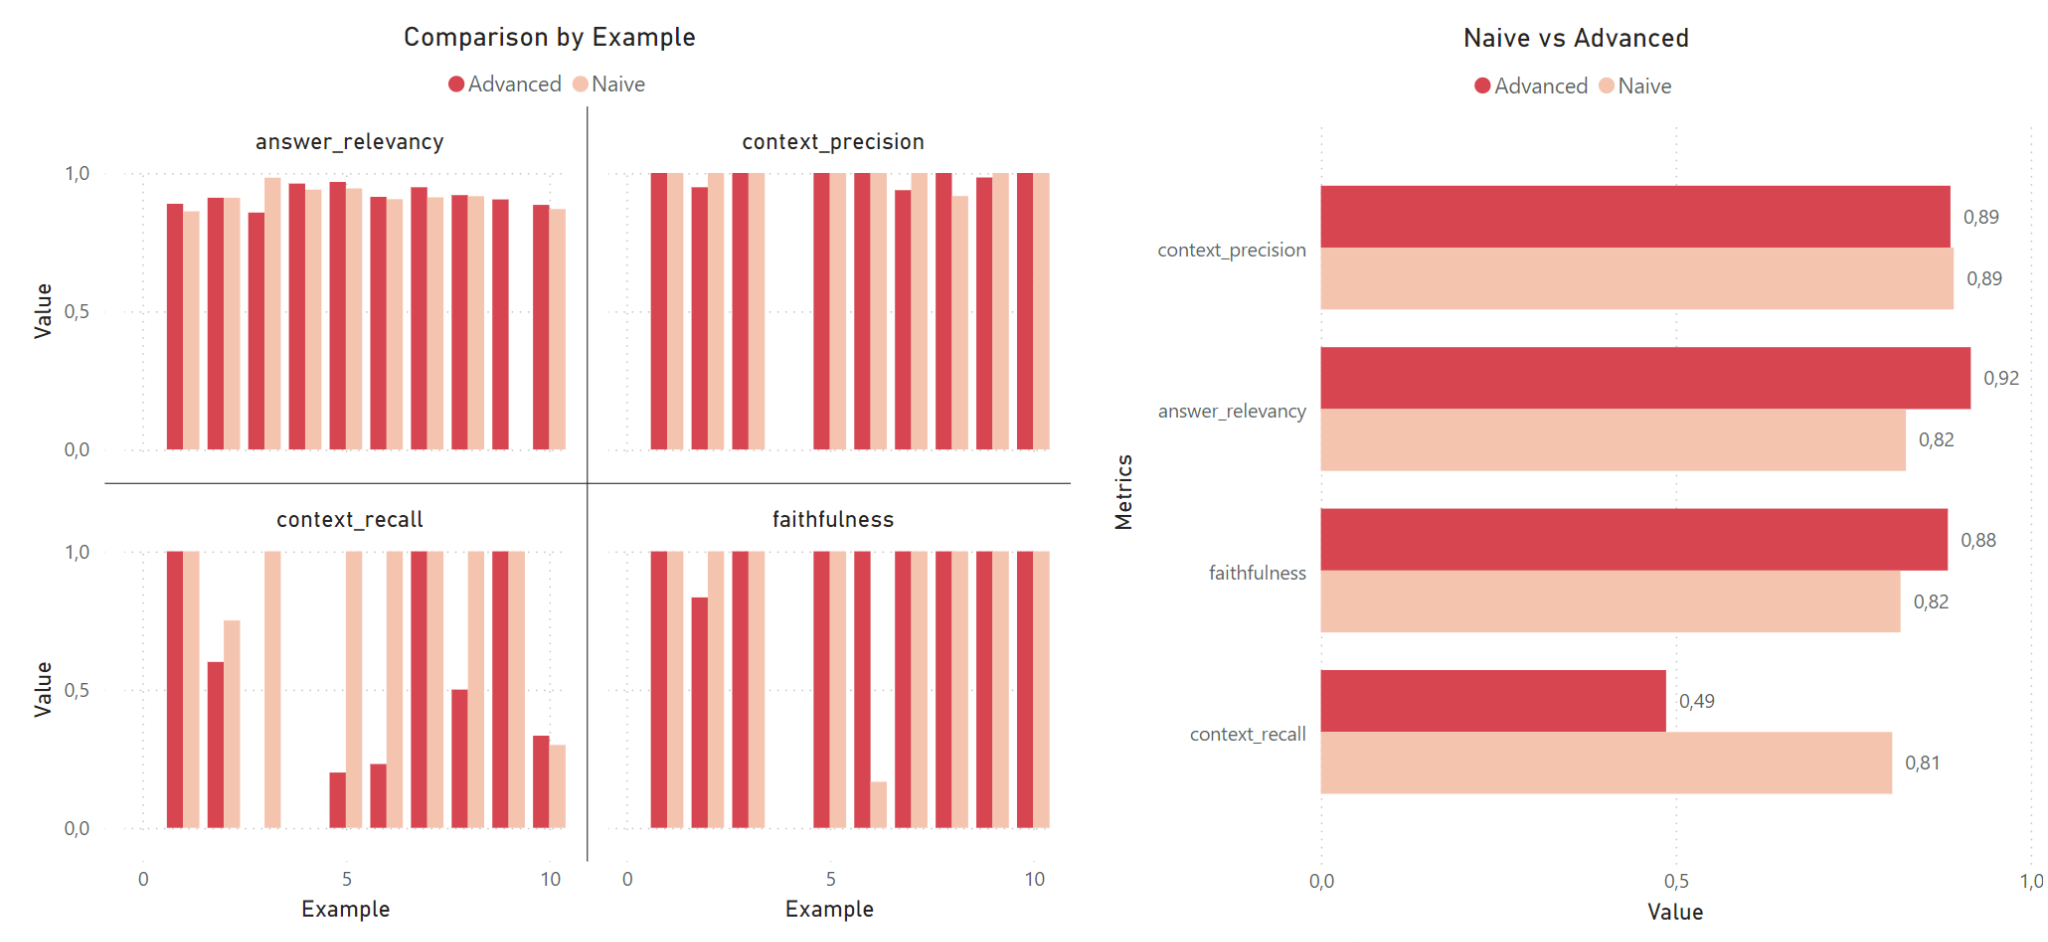 Comparison by Example
Advanced Naive
answer_relevancy
context_precision
Value
1,0
0,5
0,0
context_recall
faithfulness
Value
1,0
0,5
0,0
0 5 10
0 5 10
Example
Example
Naive vs Advanced
Advanced Naive
Metrics
context_precision
0,89
0,89
answer_relevancy
0,92
0,82
faithfulness
0,88
0,82
context_recall
0,49
0,81
0,0 0,5 1,0
Value